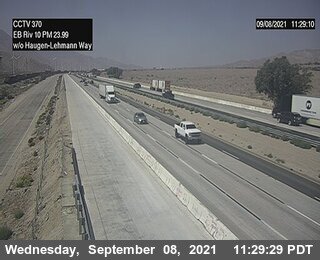 CCTV 370
EB Riv 10 PM 23.99
w/o Haugen-Lehmann Way
09/08/2021 11:29:10
Wednesday, September 08, 2021 11:29:29 PDT